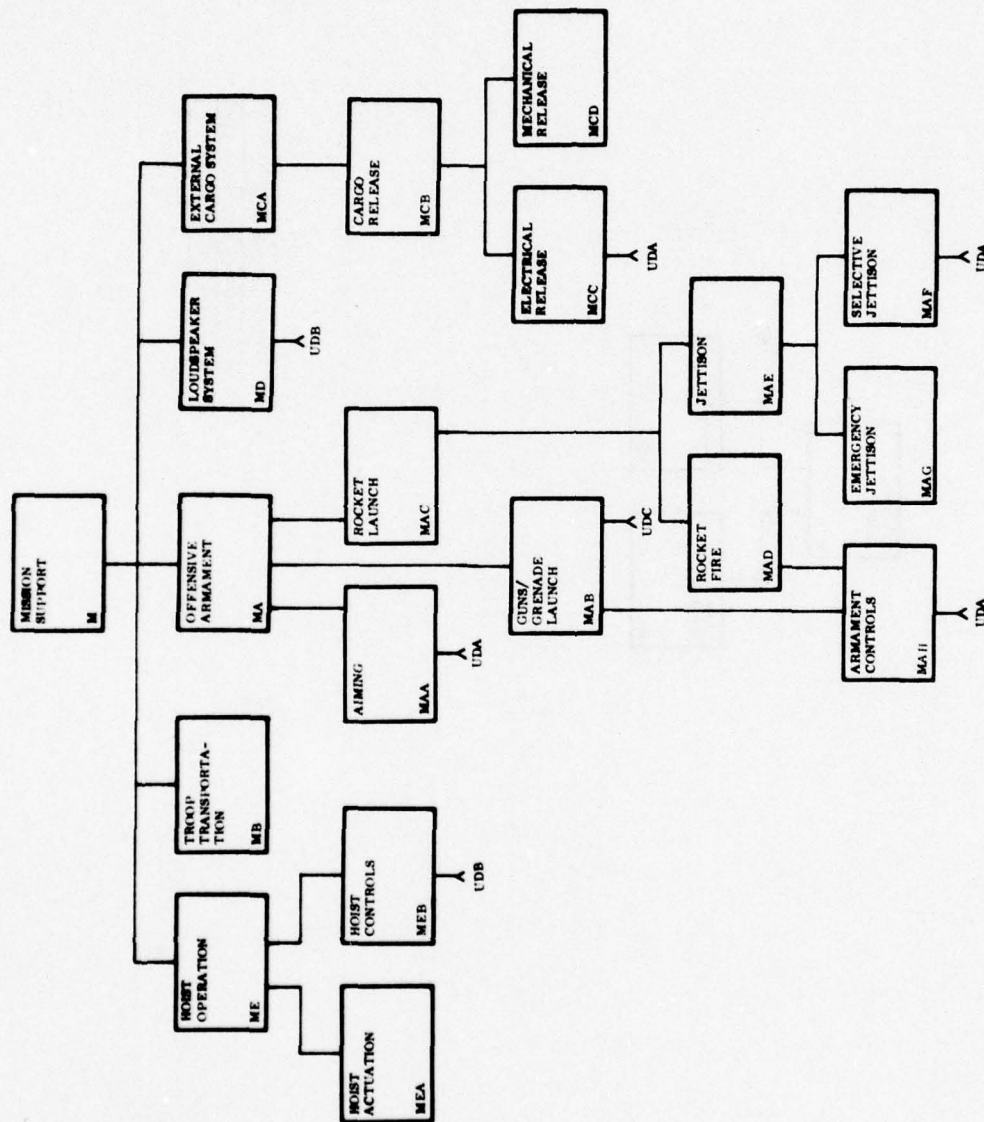 MISSION
SUPPORT
M
HOIST
OPERATION
ME
TROOP
TRANSPORTA-
TION
MB
OFFENSIVE
ARMAMENT
MA
LOUDSPEAKER
SYSTEM
MD
UDB
EXTERNAL
CARGO SYSTEM
MCA
HOIST
ACTUATION
MEA
HOIST
CONTROLS
MEB
UDB
AIMING
MAA
UDA
ROCKET
LAUNCH
MAC
CARGO
RELEASE
MCB
GUNS/
GRENADE
LAUNCH
MAB
UDC
ELECTRICAL
RELEASE
MCC
UDA
MECHANICAL
RELEASE
MCD
ROCKET
FIRE
MAD
JETTISON
MAE
ARMAMENT
CONTROLS
MAH
UDA
EMERGENCY
JETTISON
MAG
SELECTIVE
JETTISON
MAF
UDA